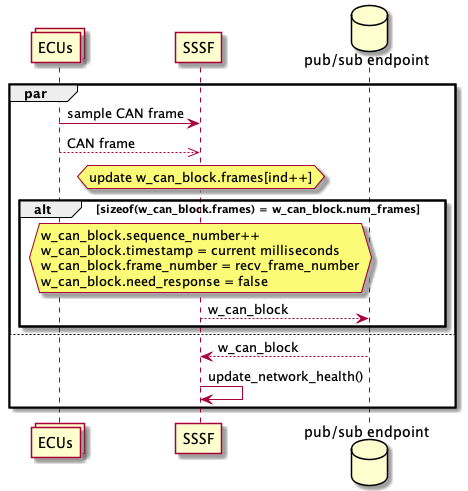 ECUs
SSSF
pub/sub endpoint
par
sample CAN frame
CAN frame
update w_can_block.frames[ind++]
alt
[sizeof(w_can_block.frames) = w_can_block.num_frames]
w_can_block.sequence_number++
w_can_block.timestamp = current milliseconds
w_can_block.frame_number = recv_frame_number
w_can_block.need_response = false
w_can_block
w_can_block
update_network_health()
ECUs
SSSF
pub/sub endpoint